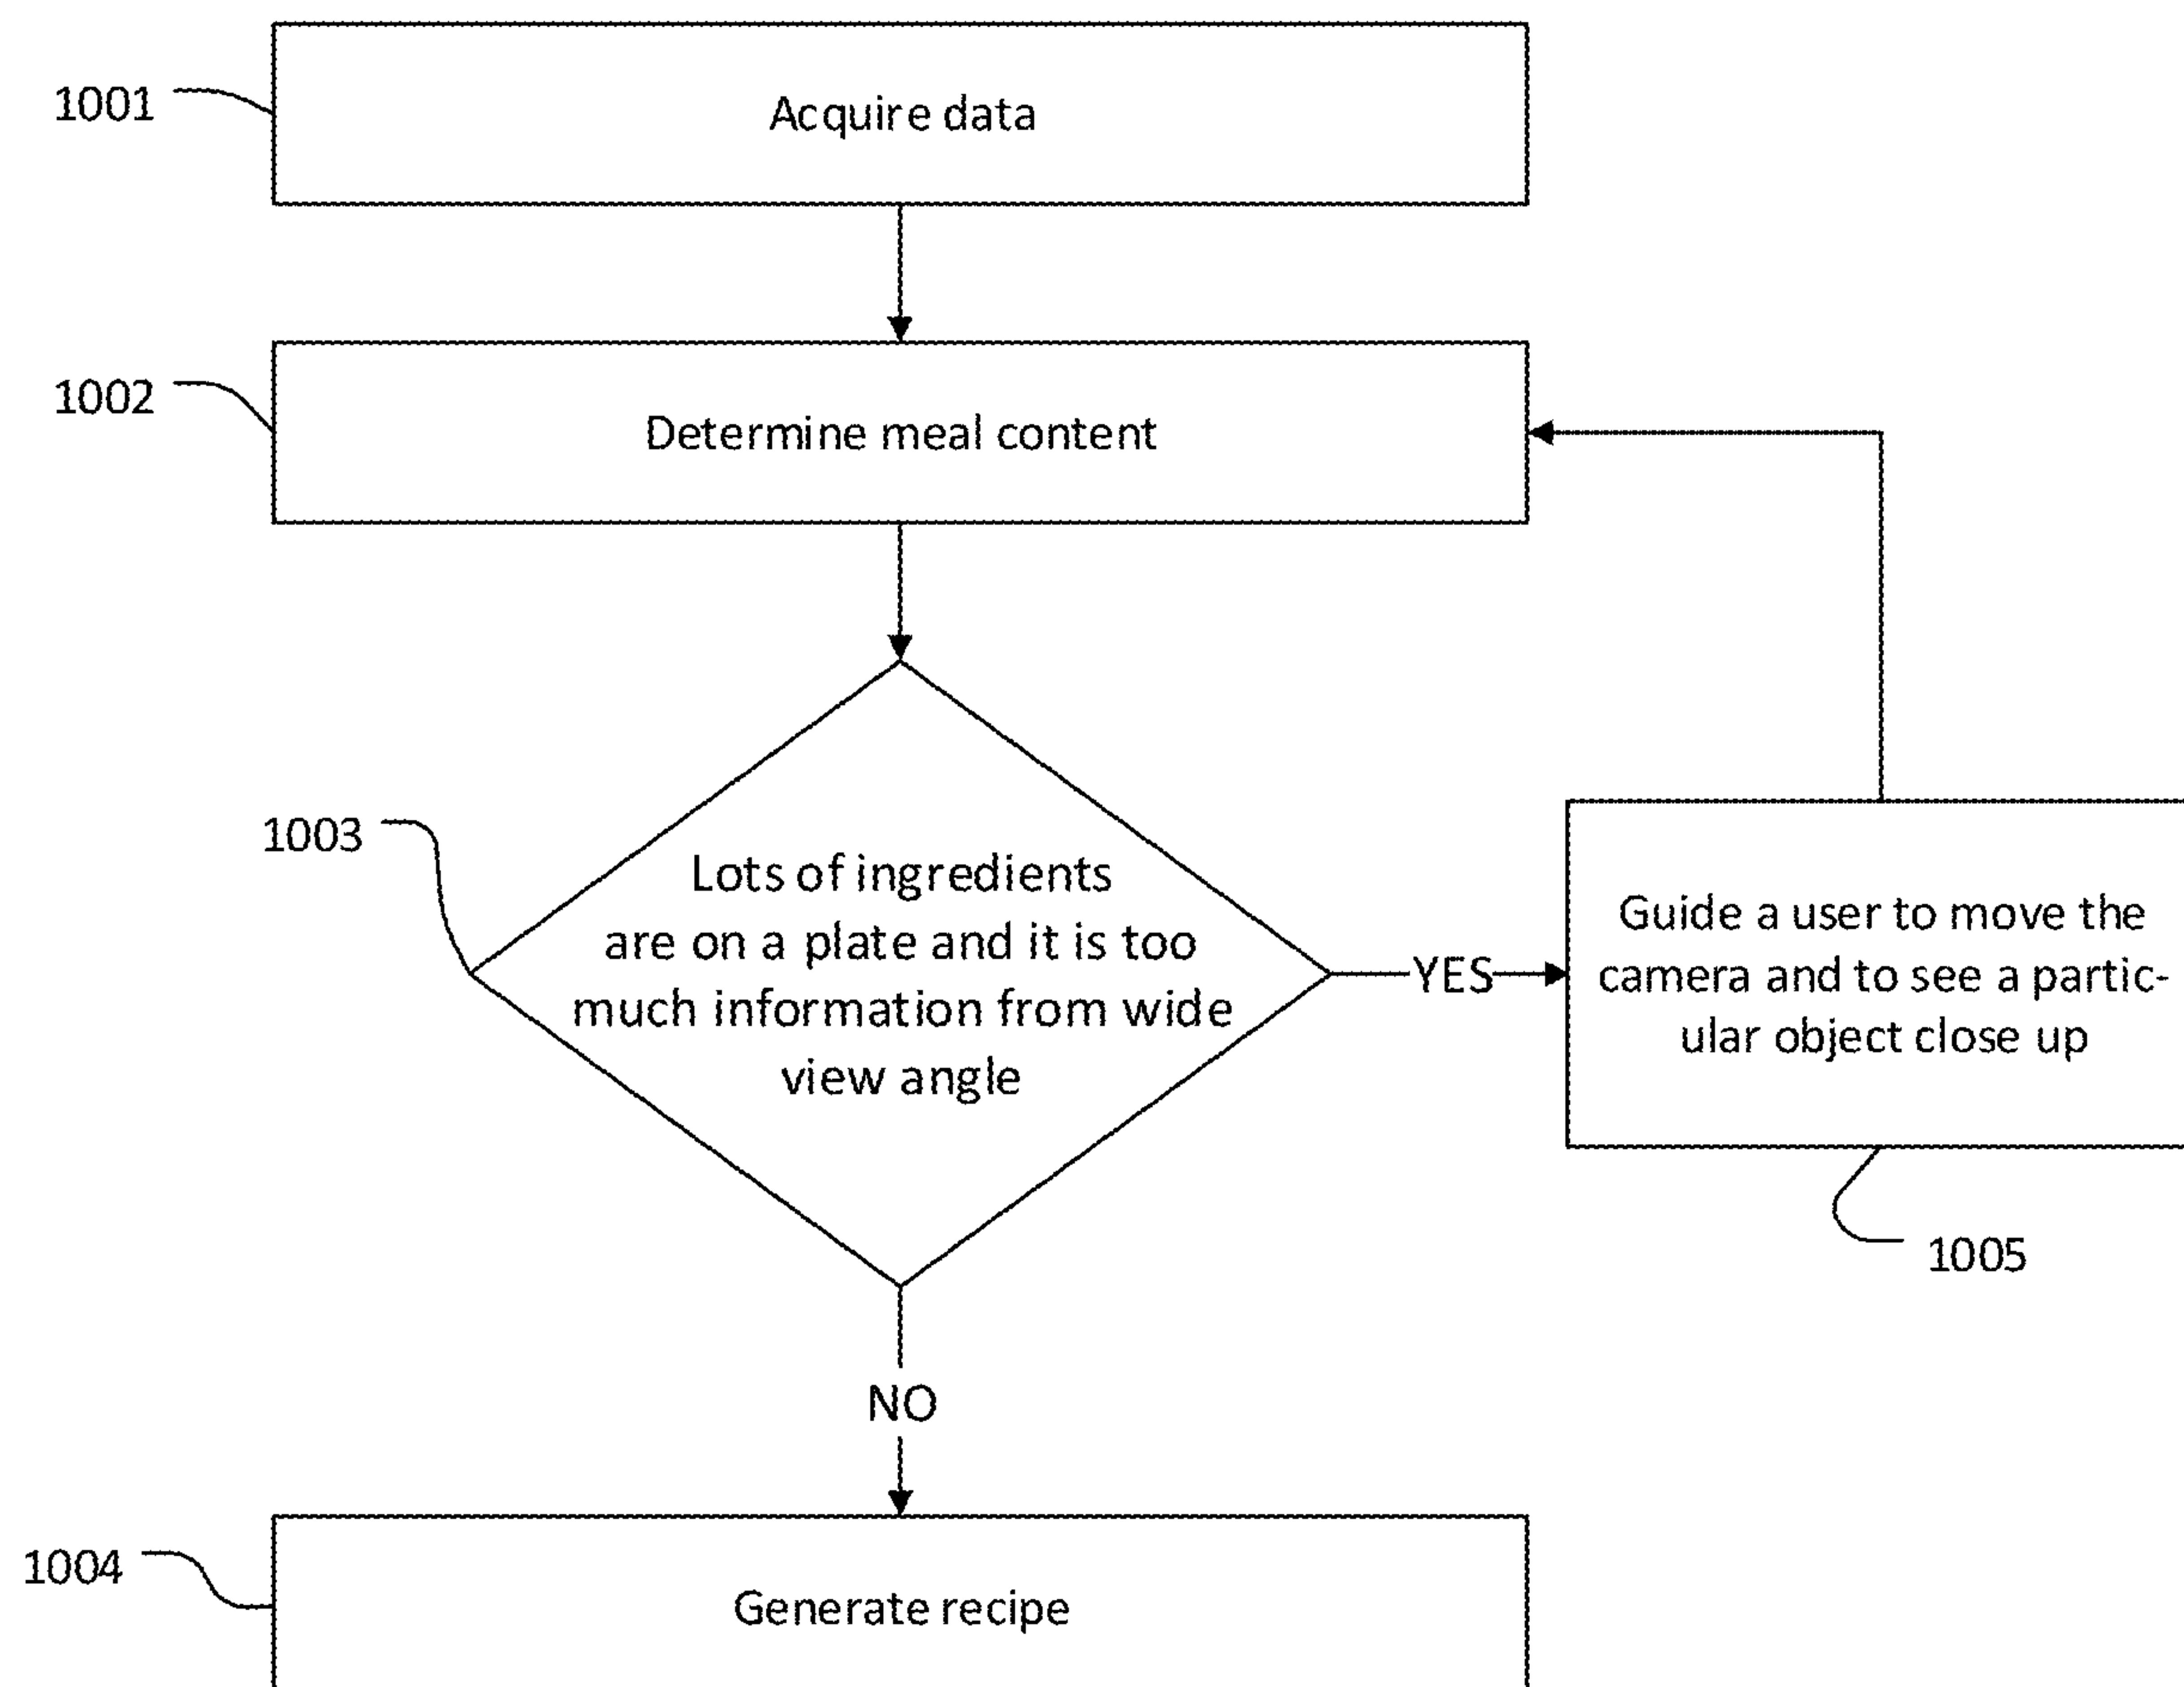 1001
Acquire data
1002
Determine meal content
1003
Lots of ingredients
are on a plate and it is too
much information from wide
view angle
YES
Guide a user to move the
camera and to see a partic-
ular object close up
1005
NO
1004
Generate recipe